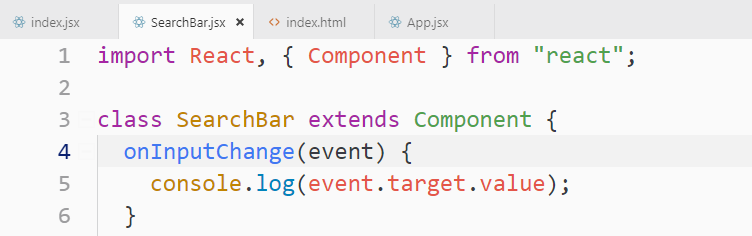 index.jsx SearchBar.jsx × index.html App.jsx
1 import React, { Component } from "react";
2
3 class SearchBar extends Component {
4 onInputChange(event) {
5 console.log(event.target.value);
6 }